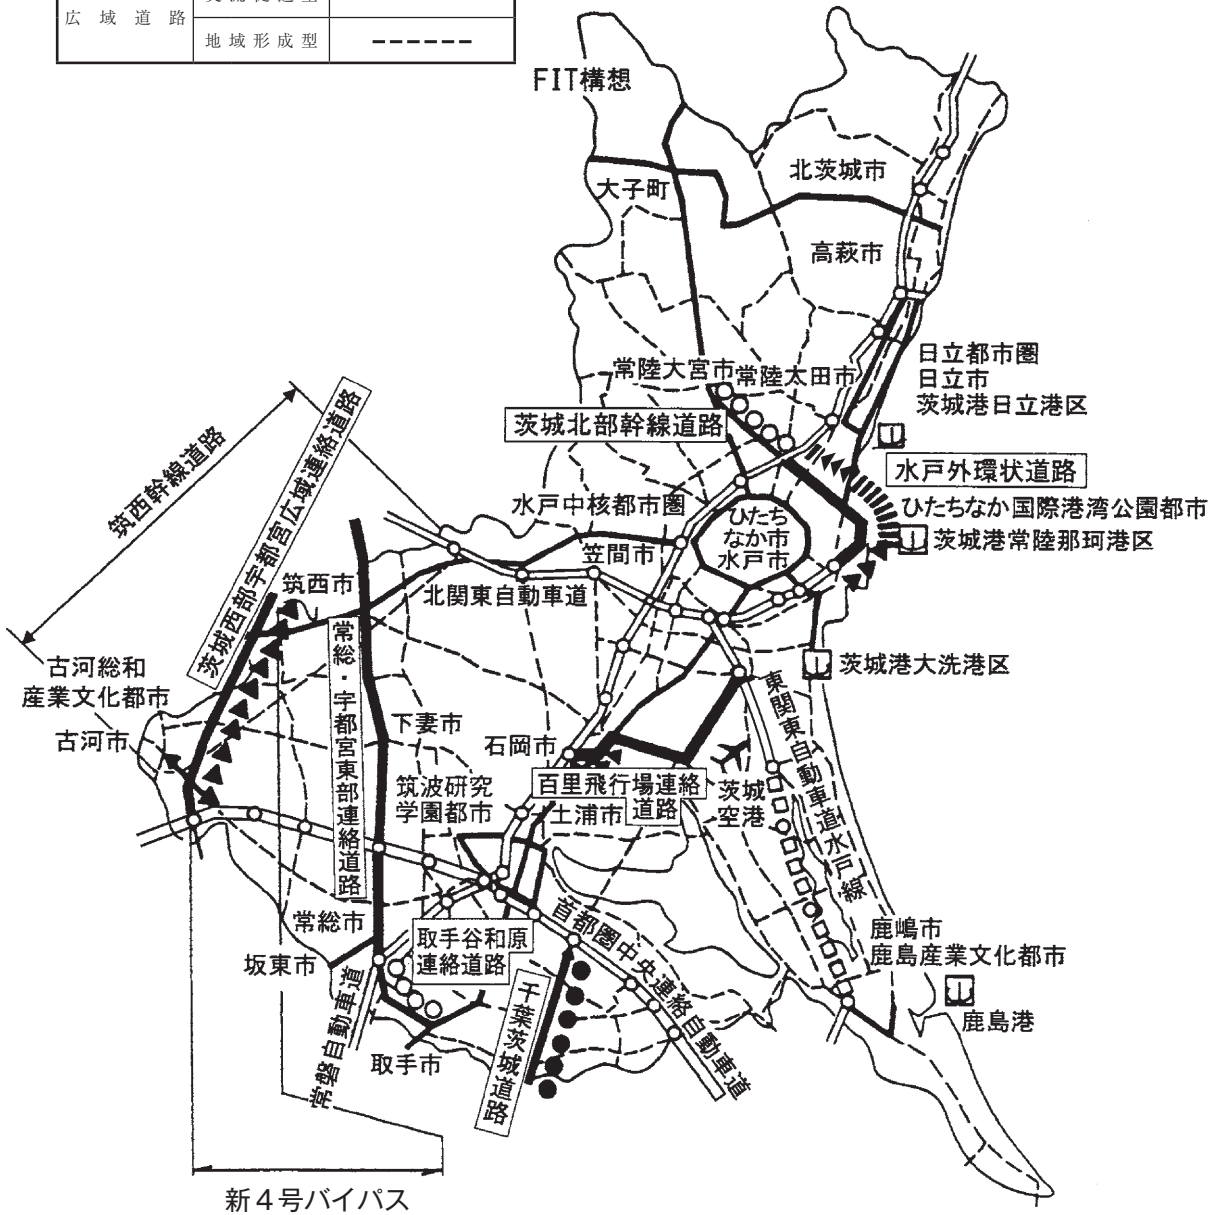 広域道路
地域形成型
FIT構想
北茨城市
大子町
高萩市
日立都市圏
日立市
茨城港日立港区
常陸大宮市
常陸太田市
茨城北部幹線道路
水戸外環状道路
ひたちなか国際港湾公園都市
茨城港常陸那珂港区
水戸中核都市圏
ひたち
なか市
水戸市
笠間市
筑西幹線道路
茨城西部宇都宮広域連絡道路
筑西市
北関東自動車道
常総・宇都宮東部連絡道路
古河総和
産業文化都市
古河市
茨城港大洗港区
東関東自動車道水戸線
下妻市
石岡市
百里飛行場連絡
道路
茨城
空港
筑波研究
学園都市
土浦市
常総市
坂東市
取手谷和原
連絡道路
首都圏中央連絡自動車道
鹿嶋市
鹿島産業文化都市
鹿島港
千葉茨城道路
常磐自動車道
取手市
新4号バイパス